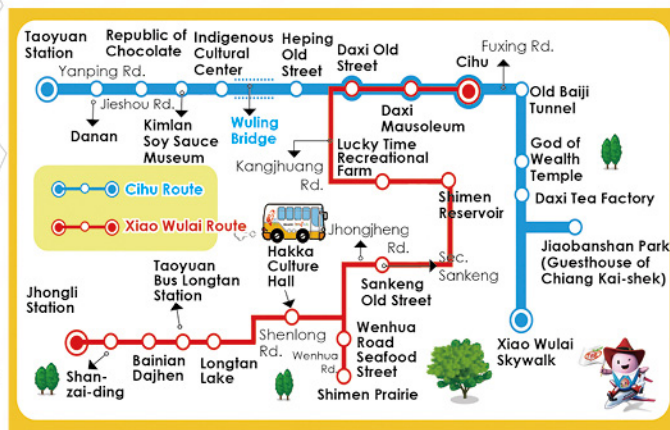 Taoyuan
Station
Republic of
Chocolate
Indigenous
Cultural
Center
Heping
Old
Street
Daxi Old
Street
Cihu
Fuxing Rd.
Yanping Rd.
Jieshou Rd.
Danan
Kimlan
Soy Sauce
Museum
Wuling
Bridge
Kangjhuang
Rd.
Daxi
Mausoleum
Old Baiji
Tunnel
Lucky Time
Recreational
Farm
God of
Wealth
Temple
Cihu Route
Xiao Wulai Route
Shimen
Reservoir
Daxi Tea Factory
Jhongjheng
Rd.
Jiaobanshan Park
(Guesthouse of
Chiang Kai-shek)
Hakka
Culture
Hall
Sec.
Sankeng
Sankeng
Old Street
Taoyuan
Bus Longtan
Station
Jhongli
Station
Shenlong
Rd.
Wenhua
Road
Seafood
Street
Wenhua
Rd.
Xiao Wulai
Skywalk
Shan-
zai-ding
Bainian
Dajhen
Longtan
Lake
Shimen Prairie